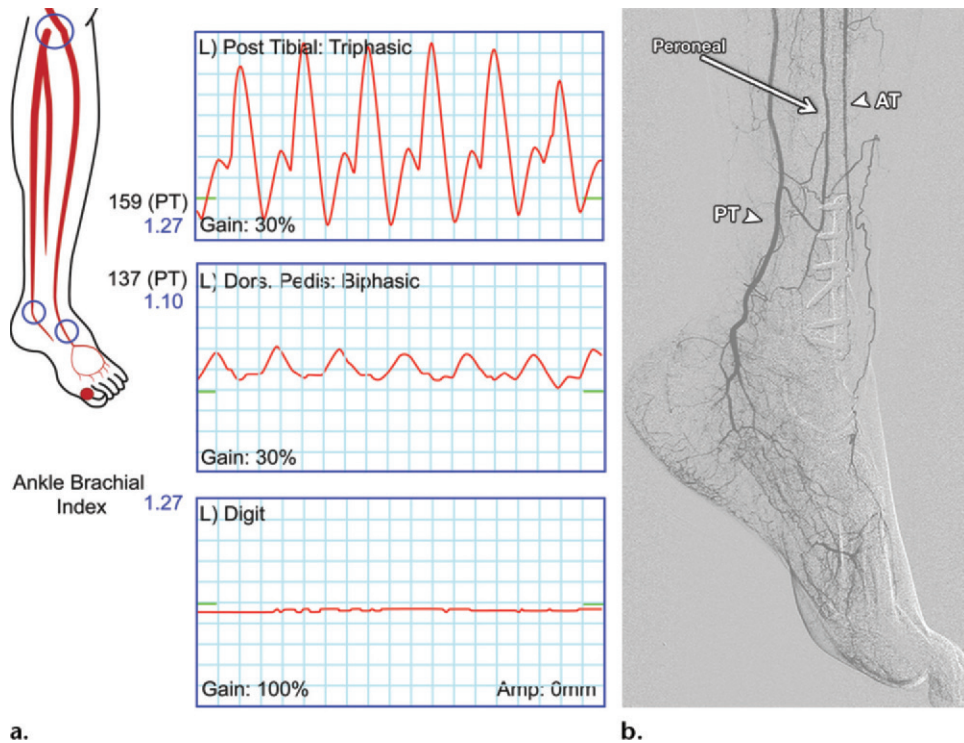 L) Post Tibial: Triphasic
159 (PT)
1.27
Gain: 30%
137 (PT)
1.10
L) Dors. Pedis: Biphasic
Gain: 30%
Ankle Brachial
Index
1.27
L) Digit
Gain: 100%
Amp: 0mm
a.
Peroneal
AT
PT
b.